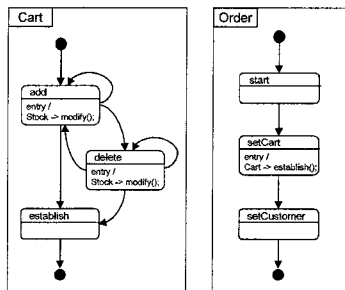 Cart
add
entry /
Stock -> modify();
delete
entry /
Stock -> modify();
establish
Order
start
setCart
entry /
Cart -> establish();
setCustomer